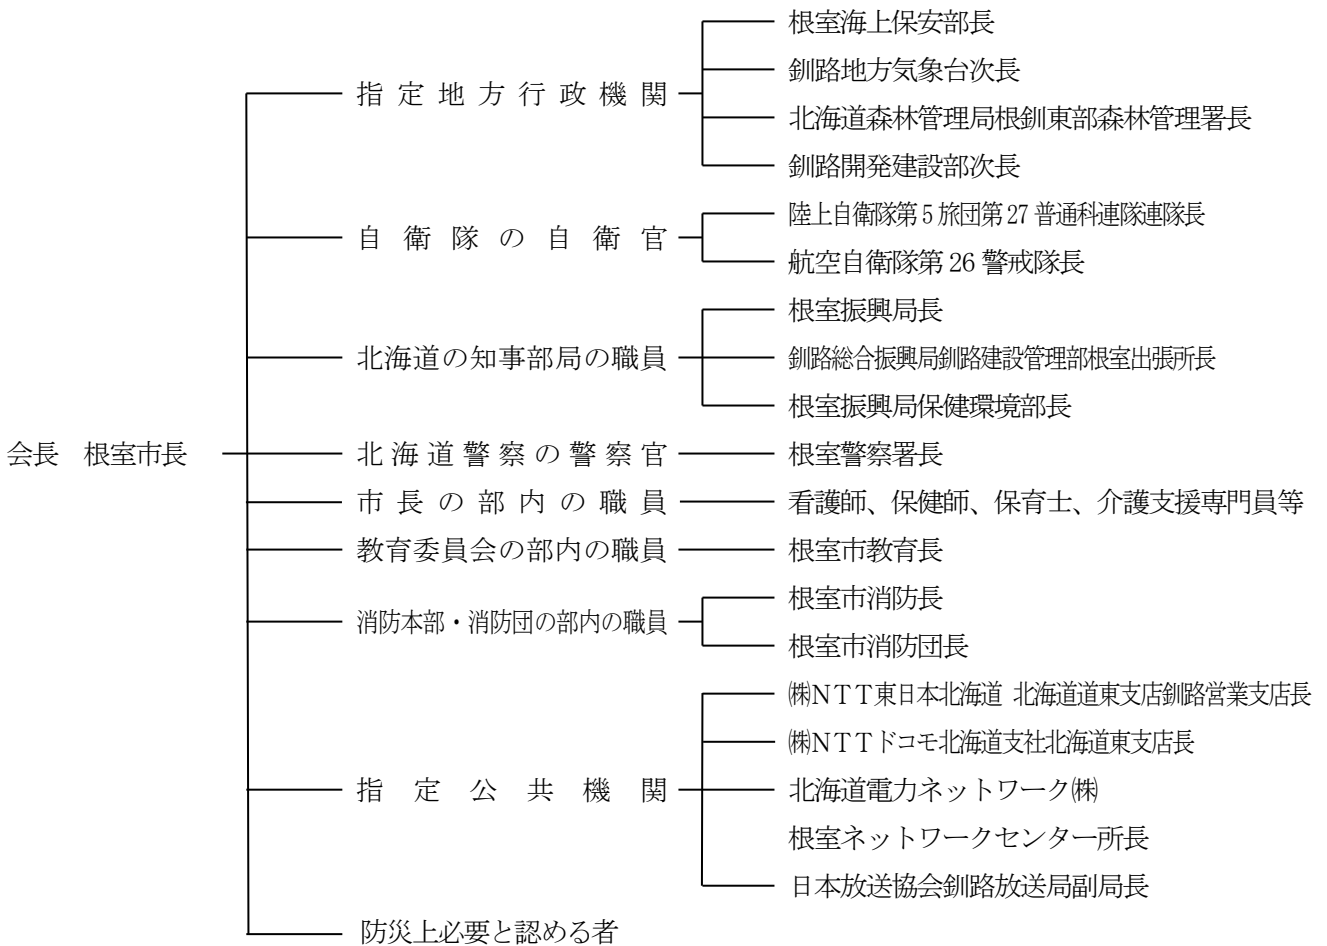 会長　根室市長
指定地方行政機関
根室海上保安部長
釧路地方気象台次長
北海道森林管理局根釧東部森林管理署長
釧路開発建設部次長
自衛隊の自衛官
陸上自衛隊第5旅団第27普通科連隊連隊長
航空自衛隊第26警戒隊長
北海道の知事部局の職員
根室振興局長
釧路総合振興局釧路建設管理部根室出張所長
根室振興局保健環境部長
北海道警察の警察官
根室警察署長
市長の部内の職員
看護師、保健師、保育士、介護支援専門員等
教育委員会の部内の職員
根室市教育長
消防本部・消防団の部内の職員
根室市消防長
根室市消防団長
指定公共機関
㈱ＮＴＴ東日本北海道 北海道道東支店釧路営業支店長
㈱ＮＴＴドコモ北海道支社北海道東支店長
北海道電力ネットワーク㈱
根室ネットワークセンター所長
日本放送協会釧路放送局副局長
防災上必要と認める者